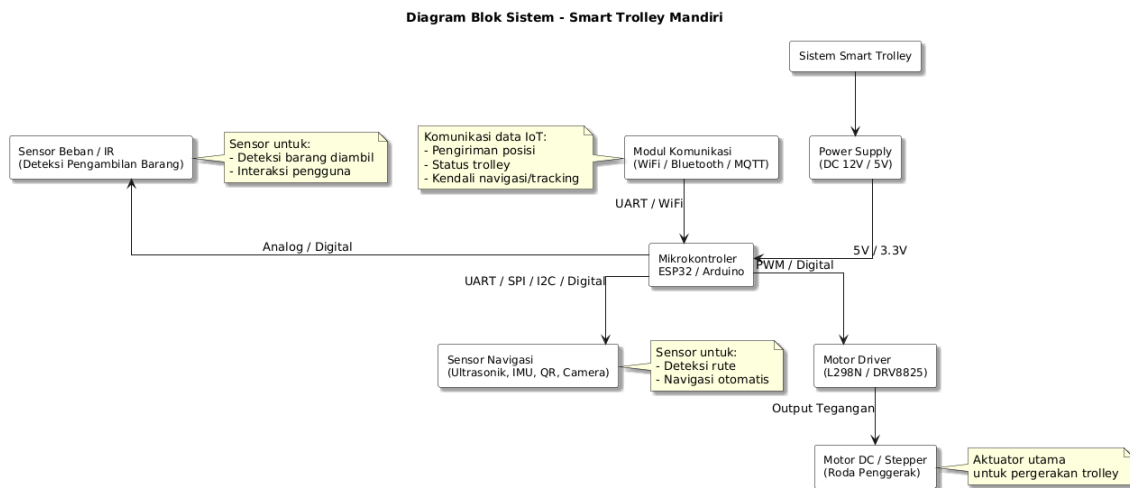 Diagram Blok Sistem - Smart Trolley Mandiri
Sistem Smart Trolley
Sensor Beban / IR
(Deteksi Pengambilan Barang)
Sensor untuk:
- Deteksi barang diambil
- Interaksi pengguna
Komunikasi data IoT:
- Pengiriman posisi
- Status trolley
- Kendali navigasi/tracking
Modul Komunikasi
(WiFi / Bluetooth / MQTT)
Power Supply
(DC 12V / 5V)
UART / WiFi
Analog / Digital
5V / 3.3V
Mikrokontroler
ESP32 / Arduino
PWM / Digital
UART / SPI / I2C / Digital
Sensor Navigasi
(Ultrasonik, IMU, QR, Camera)
Sensor untuk:
- Deteksi rute
- Navigasi otomatis
Motor Driver
(L298N / DRV8825)
Output Tegangan
Motor DC / Stepper
(Roda Penggerak)
Aktuator utama
untuk pergerakan trolley